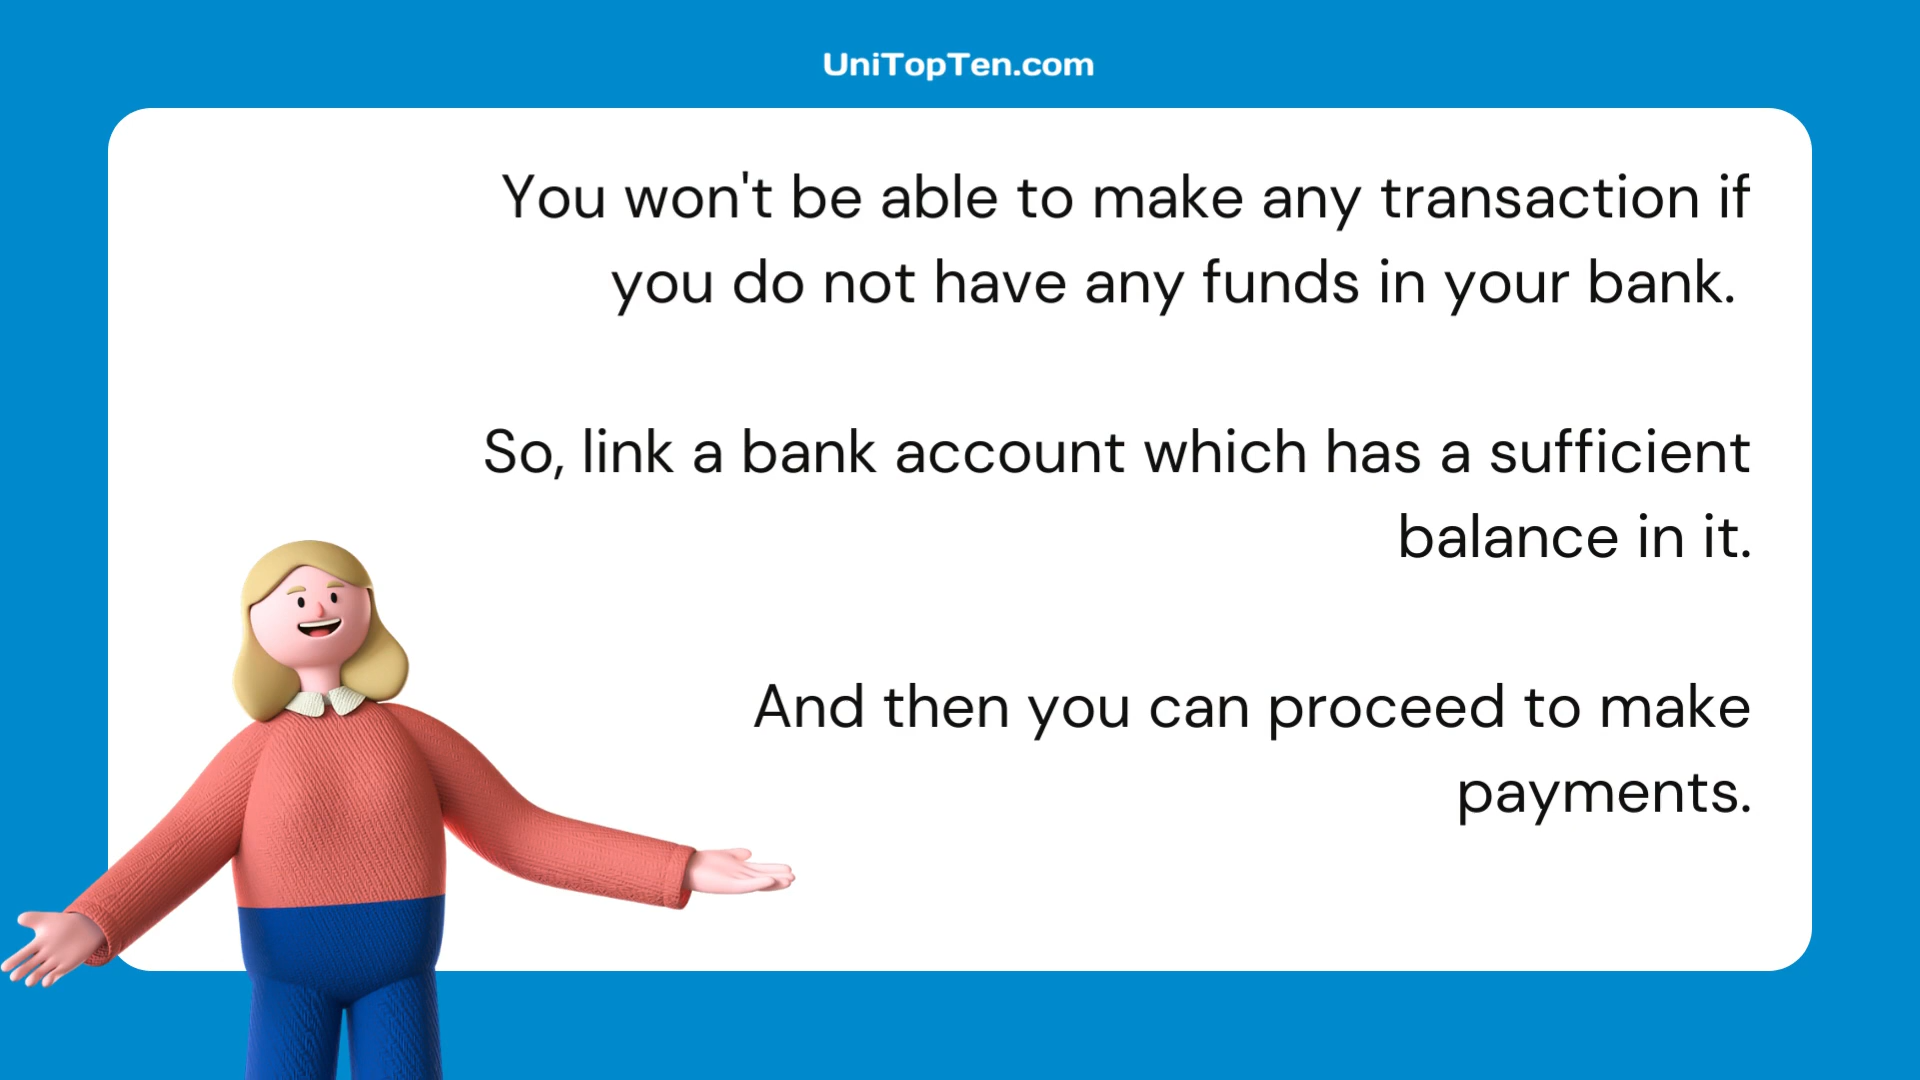 UniTopTen.com
You won't be able to make any transaction if
you do not have any funds in your bank.
So, link a bank account which has a sufficient
balance in it.
And then you can proceed to make
payments.